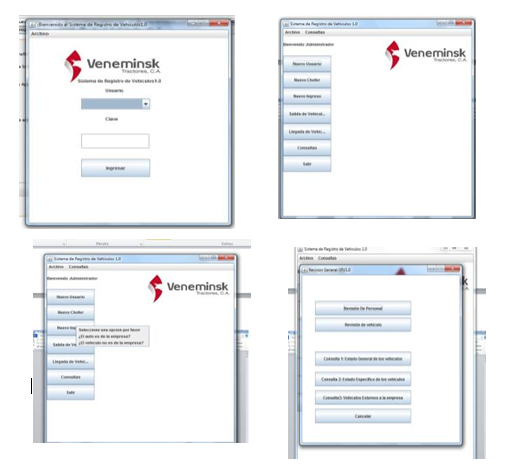 Bienvenido al Sistema de Registro de Vehiculos1.0
Archivo
Veneminsk
Tractores, C.A.
Sistema de Registro de Vehiculos1.0
Usuario
Clave
Ingresar
Sistema de Registro de Vehiculos 1.0
Archivo Consultas
Bienvenido Administrador
Veneminsk
Tractores, C.A.
Nuevo Usuario
Nuevo Chofer
Nuevo Ingreso
Salida de Vehicul...
Llegada de Vehic...
Consultas
Salir
Sistema de Registro de Vehiculos 1.0
Archivo Consultas
Bienvenido Administrador
Veneminsk
Tractores, C.A.
Nuevo Usuario
Nuevo Chofer
Nuevo Ing
Seleccione una opcion por favor
¿El auto es de la empresa?
¿El vehiculo no es de la empresa?
Salida de Ve
Llegada de Vehic...
Consultas
Salir
Sistema de Registro de Vehiculos 1.0
Archivo Consultas
Revision De Personal
Revision de vehiculo
Consulta 1: Estado General de los vehiculos
Consulta 2: Estado Especifico de los vehiculos
Consulta3: Vehiculos Externos a la empresa
Cancelar